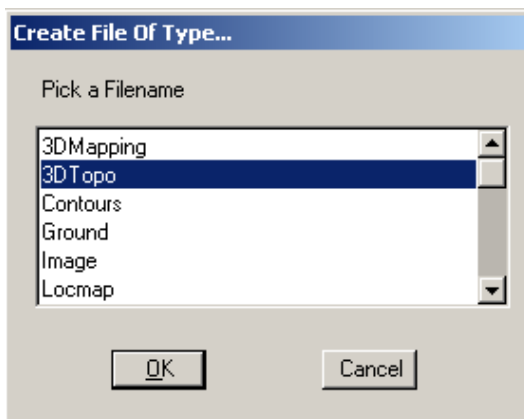 Create File Of Type...
Pick a Filename
3DMapping
3DTopo
Contours
Ground
Image
Locmap
OK
Cancel